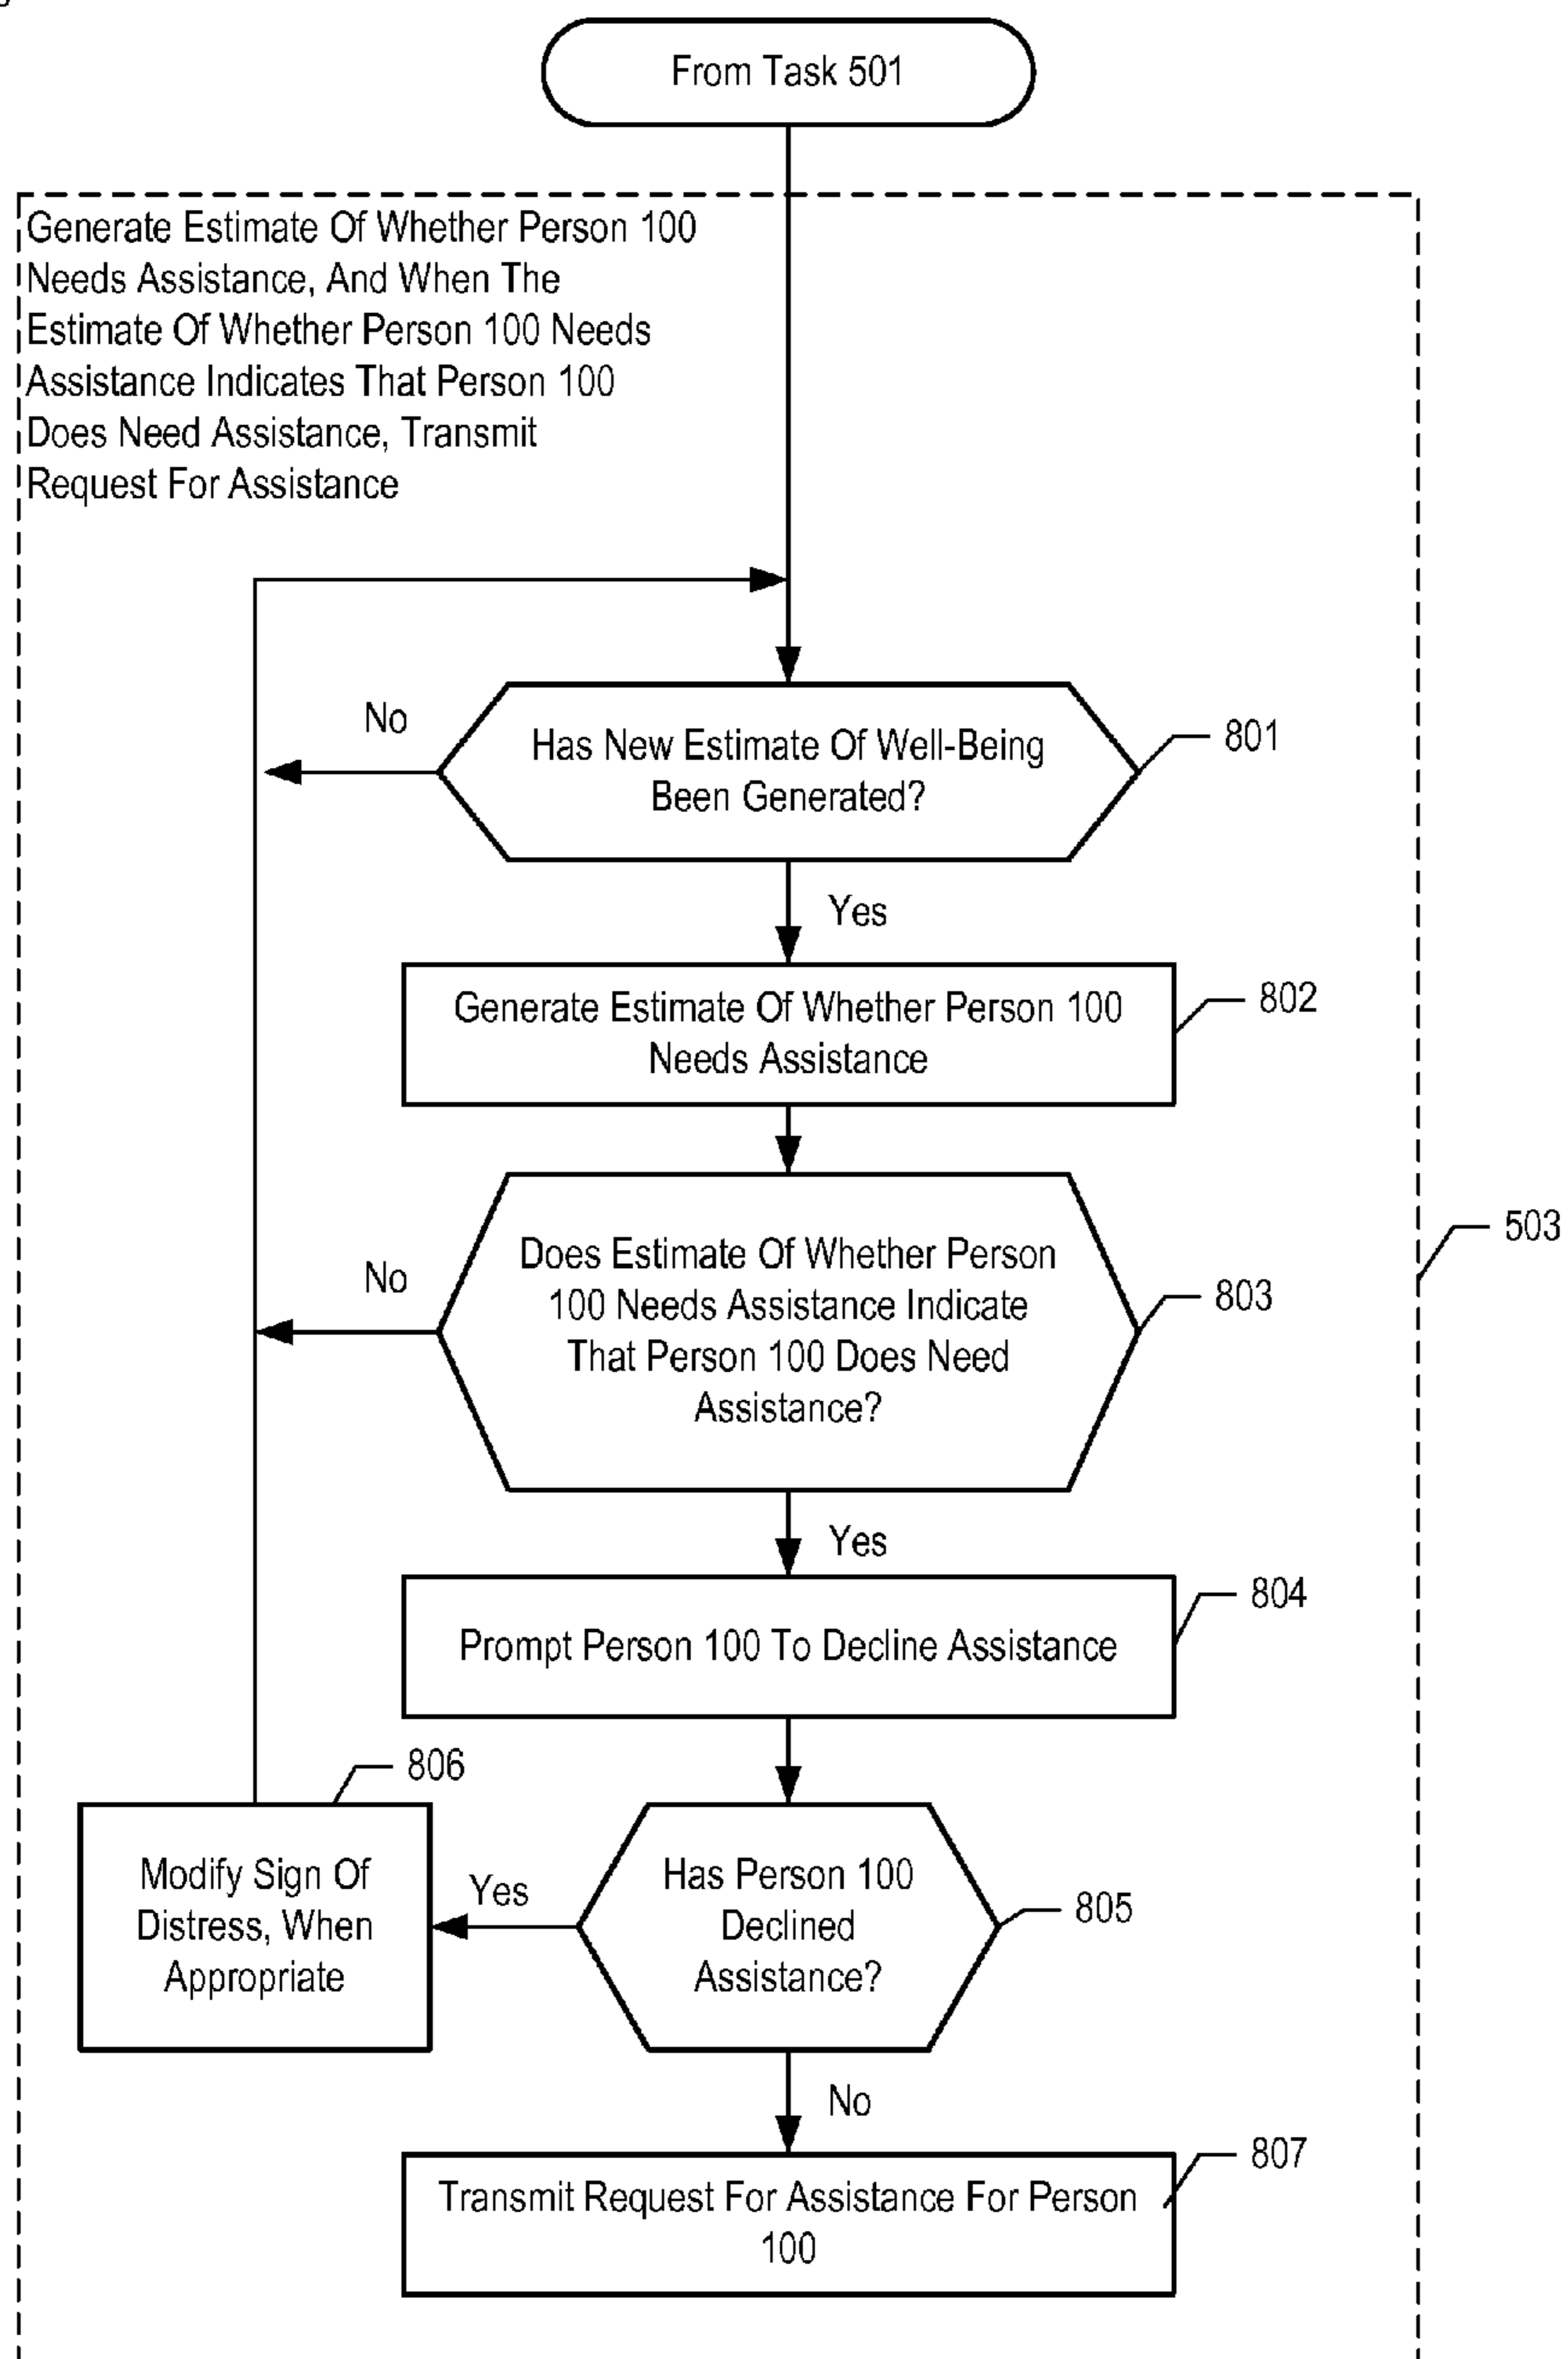 From Task 501
Generate Estimate Of Whether Person 100
Needs Assistance, And When The
Estimate Of Whether Person 100 Needs
Assistance Indicates That Person 100
Does Need Assistance, Transmit
Request For Assistance
No
Has New Estimate Of Well-Being
Been Generated?
801
Yes
Generate Estimate Of Whether Person 100
Needs Assistance
802
No
Does Estimate Of Whether Person
100 Needs Assistance Indicate
That Person 100 Does Need
Assistance?
803
503
Yes
Prompt Person 100 To Decline Assistance
804
806
Modify Sign Of
Distress, When
Appropriate
Yes
Has Person 100
Declined
Assistance?
805
No
Transmit Request For Assistance For Person
100
807